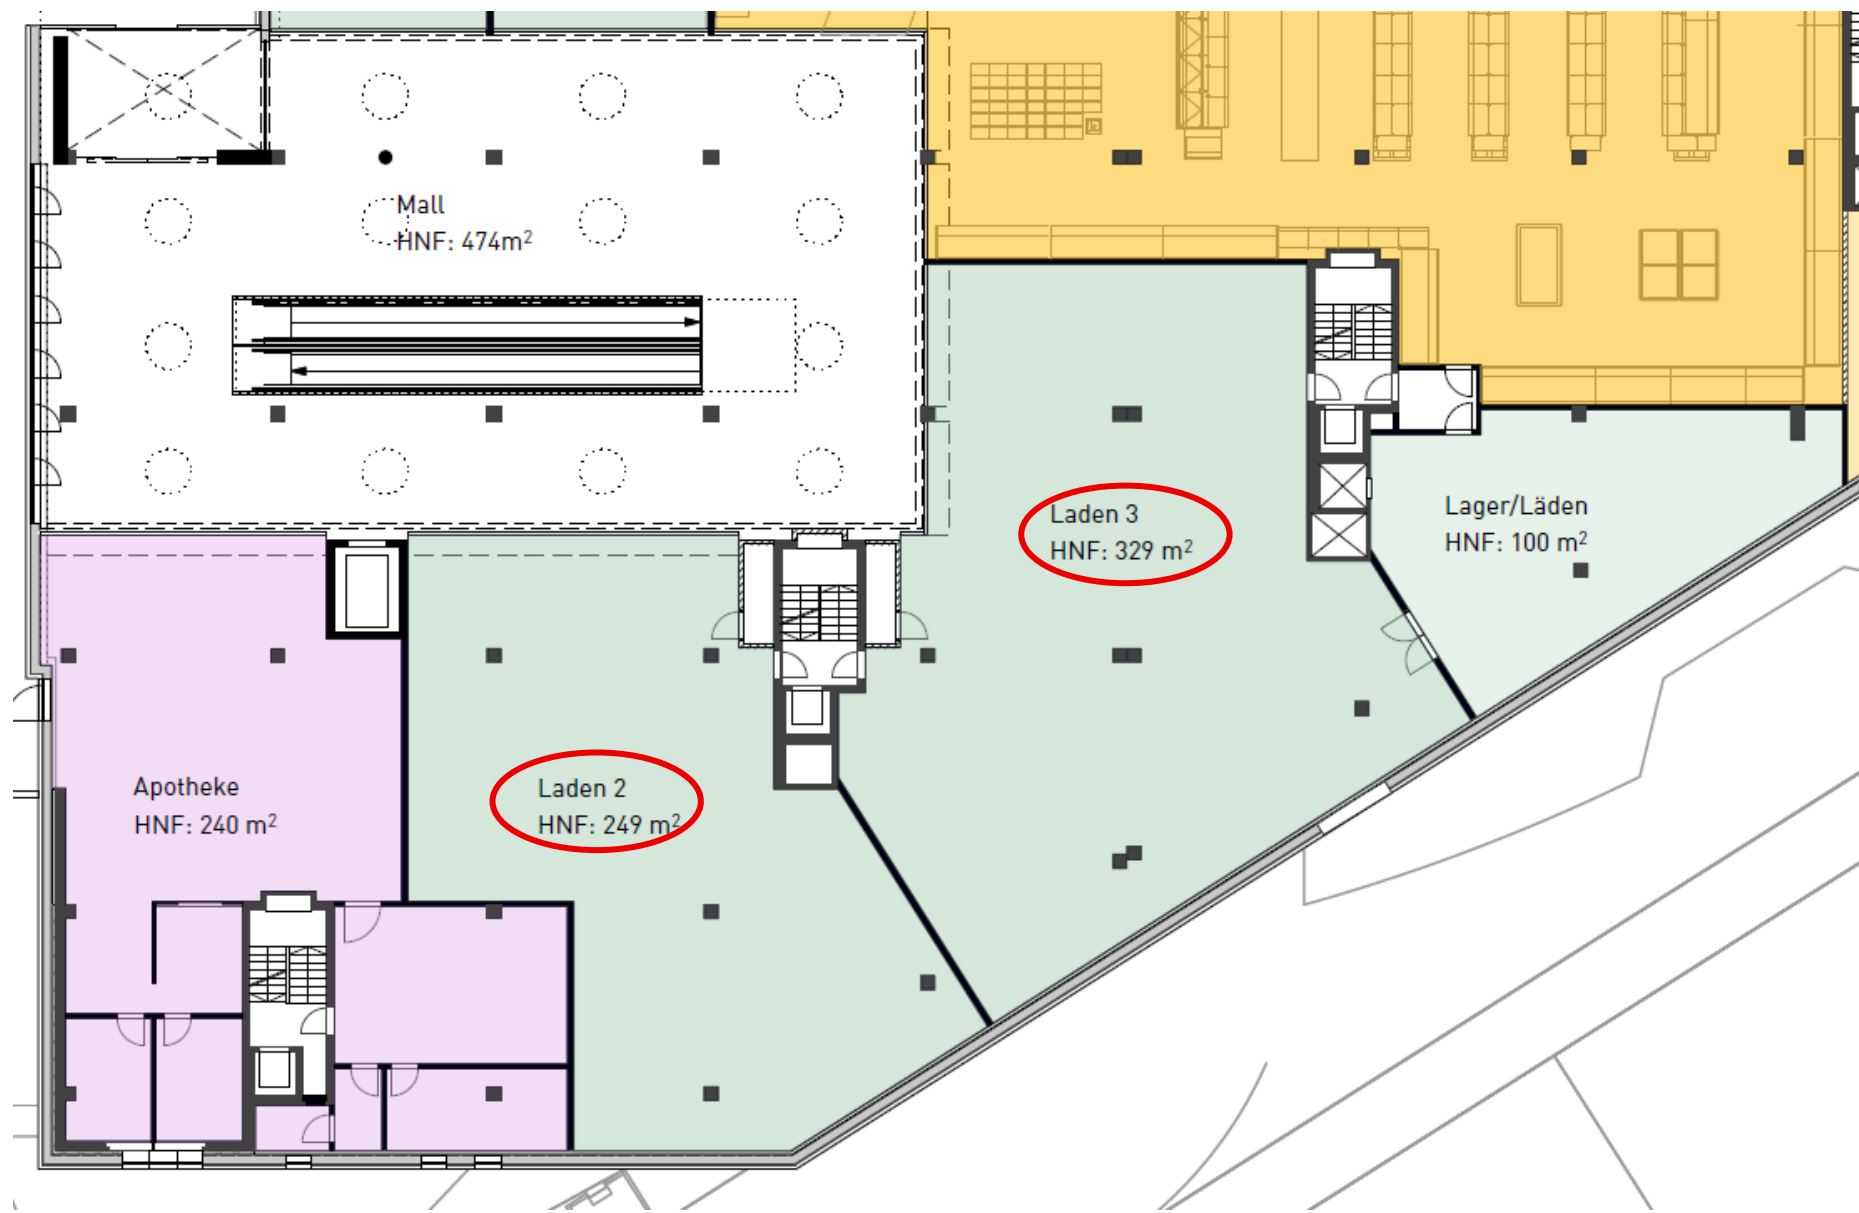 Mall
HNF: 474m²
Laden 3
HNF: 329 m²
Lager/Läden
HNF: 100 m²
Apotheke
HNF: 240 m²
Laden 2
HNF: 249 m²